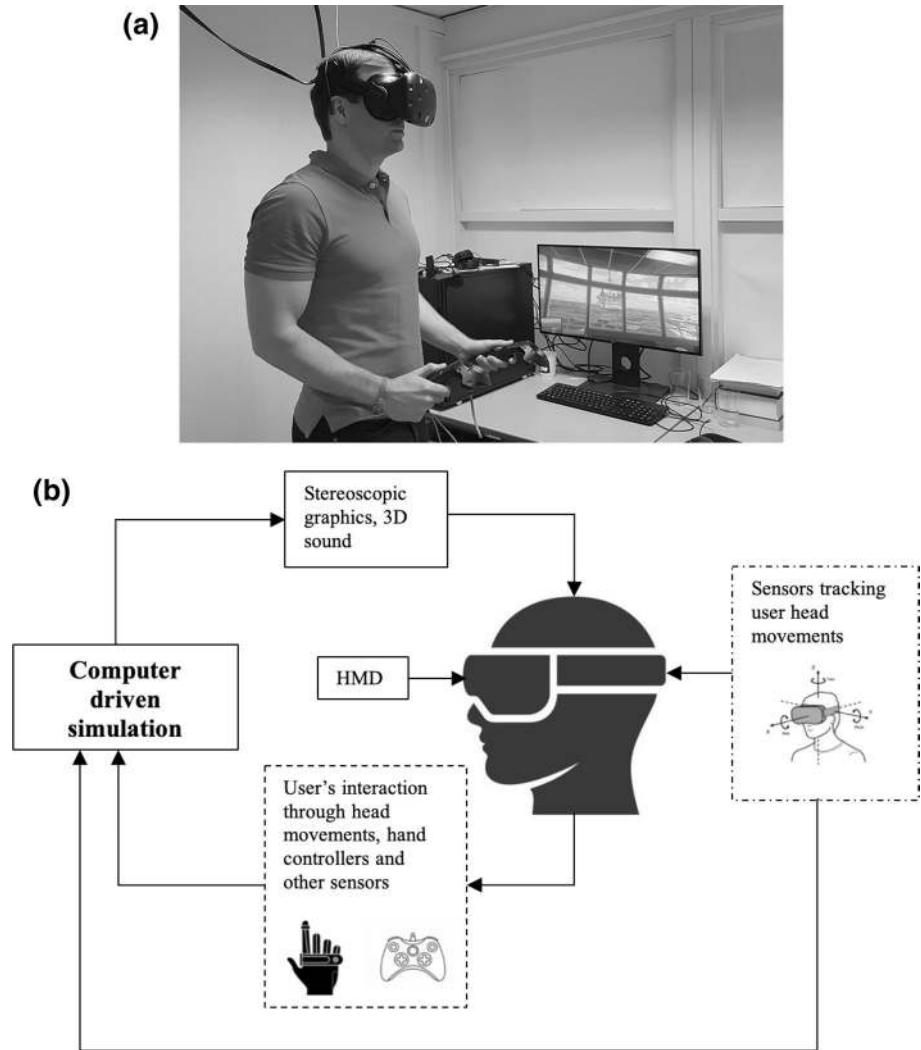 (a)
(b)
Stereoscopic
graphics, 3D
sound
Sensors tracking
user head
movements
Computer
driven
simulation
HMD
User's interaction
through head
movements, hand
controllers and
other sensors